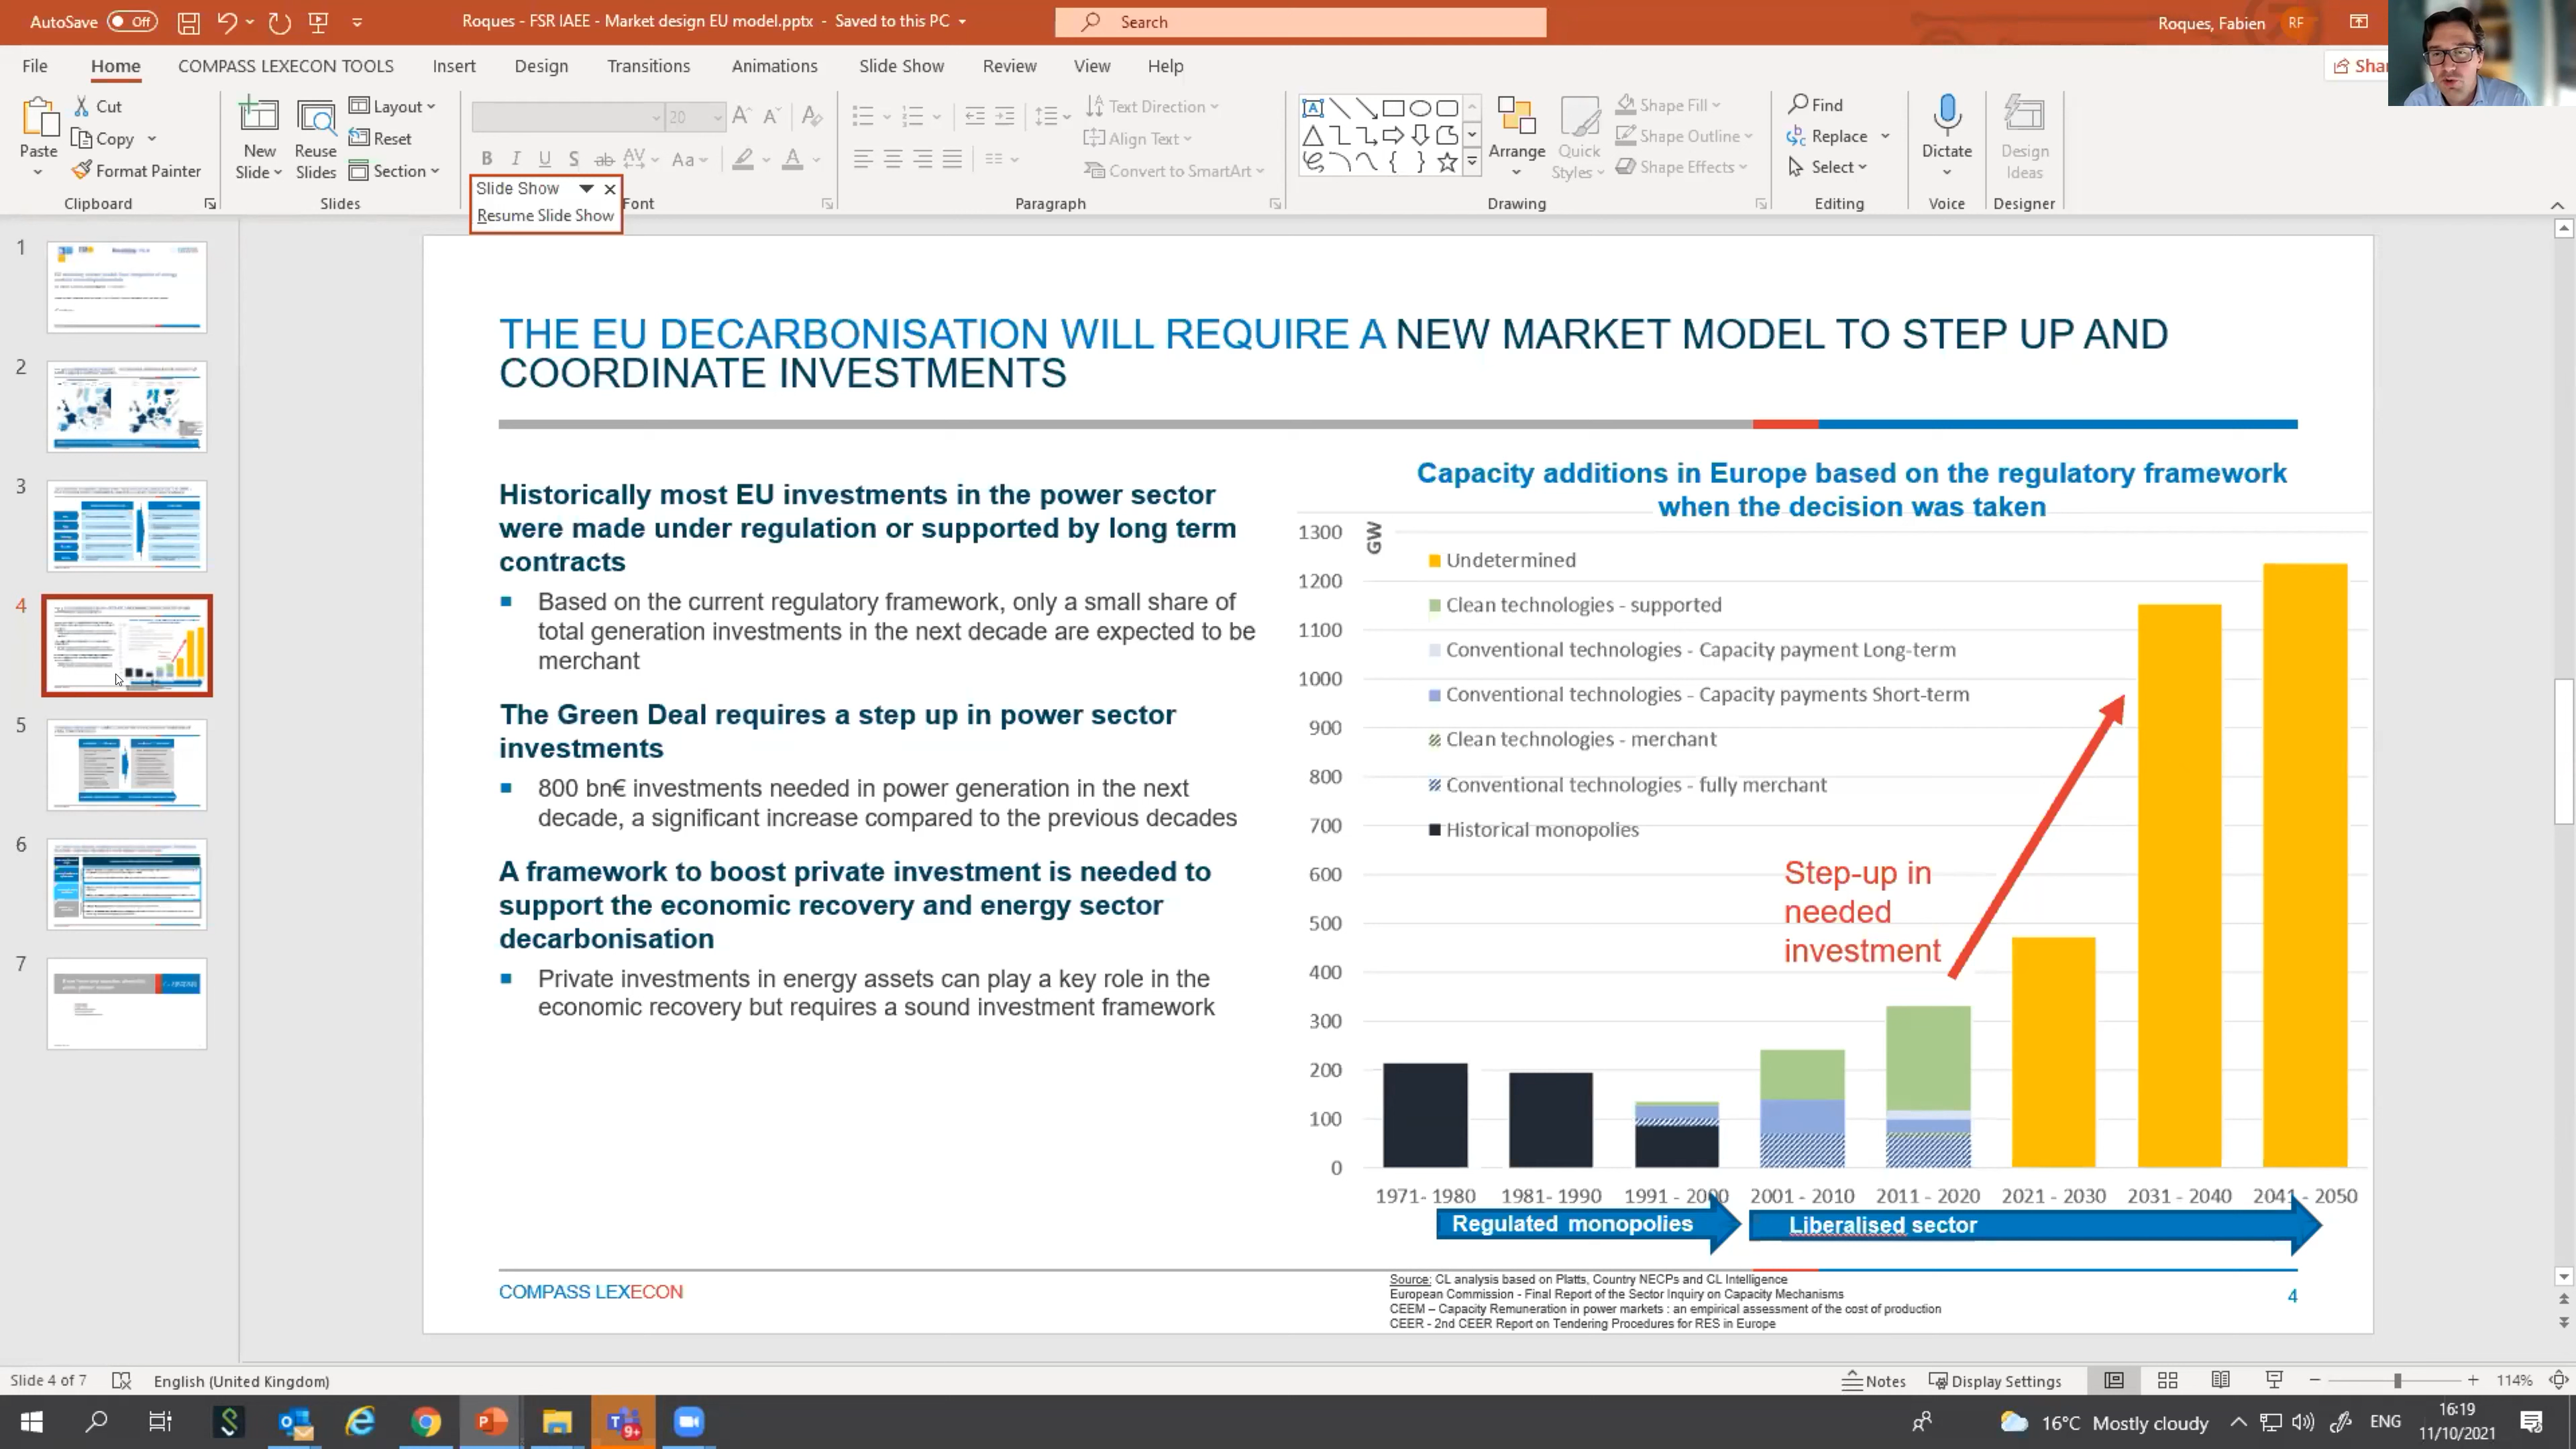 AutoSave Off
Roques - FSR IAEE - Market design EU model.pptx - Saved to this PC
Search
Roques, Fabien RF
File Home COMPASS LEXECON TOOLS Insert Design Transitions Animations Slide Show Review View Help
Paste
Cut
Copy
Format Painter
Clipboard
New Slide
Reuse Slides
Layout
Reset
Section
Slides
20
Slide Show
Resume Slide Show
Font
Text Direction
Align Text
Convert to SmartArt
Paragraph
Arrange
Quick Styles
Shape Fill
Shape Outline
Shape Effects
Drawing
Find
Replace
Select
Editing
Dictate
Voice
Design Ideas
Designer
1
2
3
4
5
6
7
THE EU DECARBONISATION WILL REQUIRE A NEW MARKET MODEL TO STEP UP AND
COORDINATE INVESTMENTS
Historically most EU investments in the power sector
were made under regulation or supported by long term
contracts
Based on the current regulatory framework, only a small share of
total generation investments in the next decade are expected to be
merchant
The Green Deal requires a step up in power sector
investments
800 bn€ investments needed in power generation in the next
decade, a significant increase compared to the previous decades
A framework to boost private investment is needed to
support the economic recovery and energy sector
decarbonisation
Private investments in energy assets can play a key role in the
economic recovery but requires a sound investment framework
Capacity additions in Europe based on the regulatory framework
when the decision was taken
GW
1300
1200
1100
1000
900
800
700
600
500
400
300
200
100
0
Undetermined
Clean technologies - supported
Conventional technologies - Capacity payment Long-term
Conventional technologies - Capacity payments Short-term
Clean technologies - merchant
Conventional technologies - fully merchant
Historical monopolies
Step-up in
needed
investment
1971- 1980 1981- 1990 1991 - 2000 2001 - 2010 2011 - 2020 2021 - 2030 2031 - 2040 2041 - 2050
Regulated monopolies
Liberalised sector
COMPASS LEXECON
Source: CL analysis based on Platts, Country NECPs and CL Intelligence
European Commission - Final Report of the Sector Inquiry on Capacity Mechanisms
CEEM – Capacity Remuneration in power markets : an empirical assessment of the cost of production
CEER - 2nd CEER Report on Tendering Procedures for RES in Europe
4
Slide 4 of 7 English (United Kingdom)
Notes Display Settings 114%
16°C Mostly cloudy ENG
16:19
11/10/2021